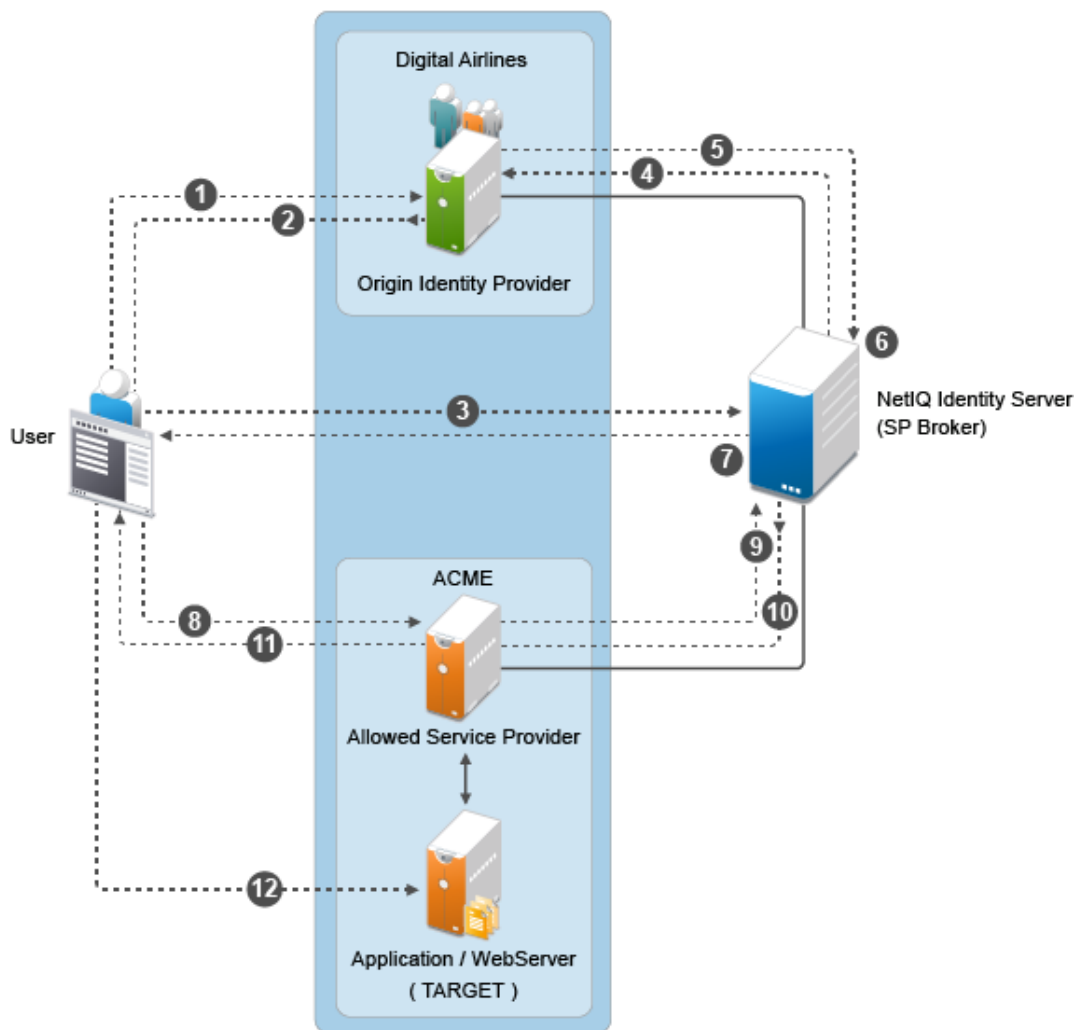 Digital Airlines
5
4
1
2
Origin Identity Provider
6
NetIQ Identity Server
(SP Broker)
3
User
7
9
ACME
10
8
11
Allowed Service Provider
12
Application / WebServer
( TARGET )